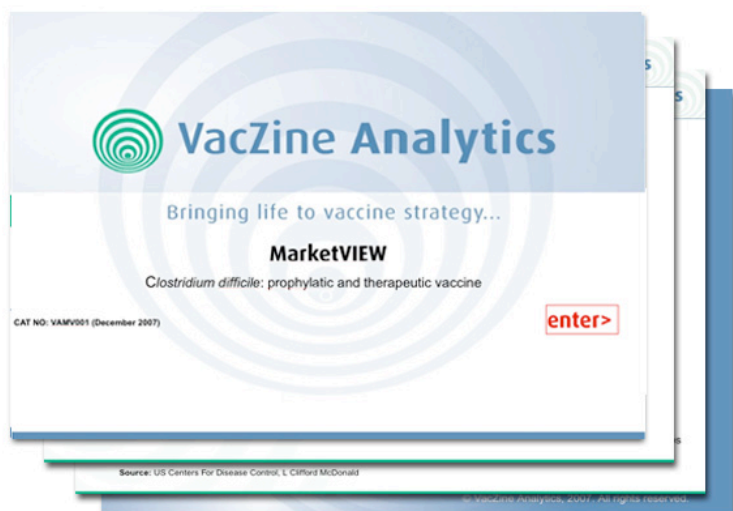 VacZine Analytics
Bringing life to vaccine strategy...
MarketVIEW
Clostridium difficile: prophylatic and therapeutic vaccine
CAT NO: VAMV001 (December 2007)
enter>
s
s
s
Source: US Centers For Disease Control, L Clifford McDonald
© VacZine Analytics, 2007. All rights reserved.